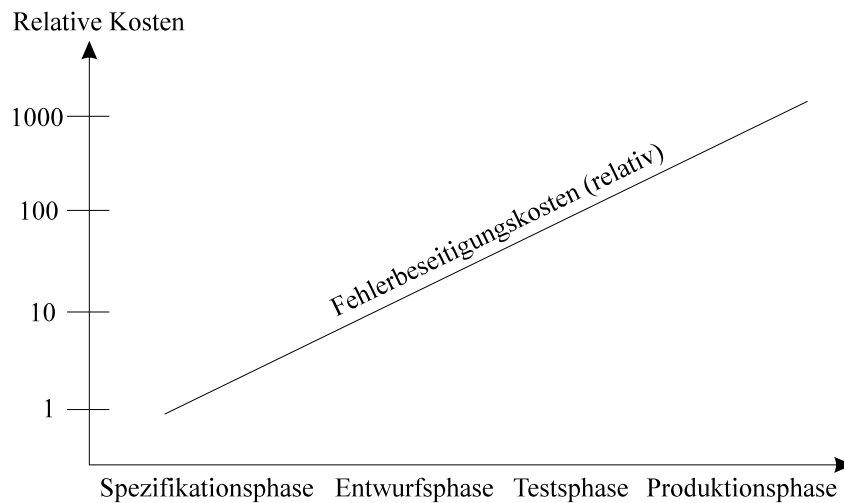 Relative Kosten
1000
100
10
1
Fehlerbeseitigungskosten (relativ)
Spezifikationsphase Entwurfsphase Testsphase Produktionsphase